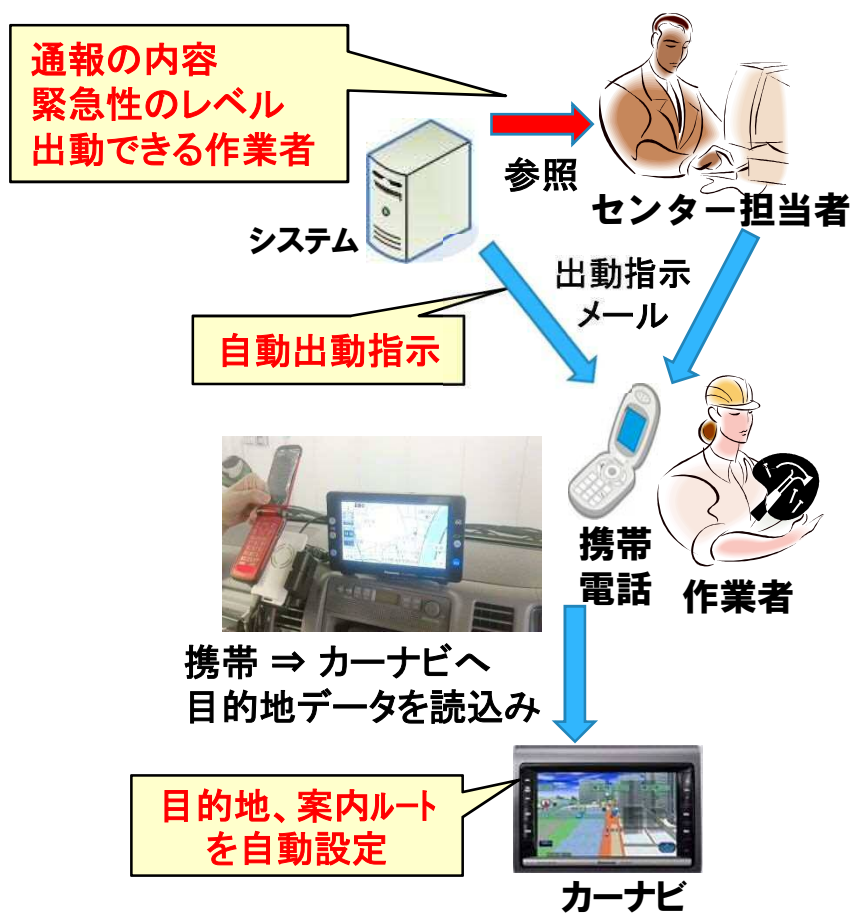 通報の内容
緊急性のレベル
出動できる作業者
参照
センター担当者
システム
出動指示
メール
自動出動指示
携帯
電話
作業者
携帯 ⇒ カーナビへ
目的地データを読込み
目的地、案内ルート
を自動設定
カーナビ